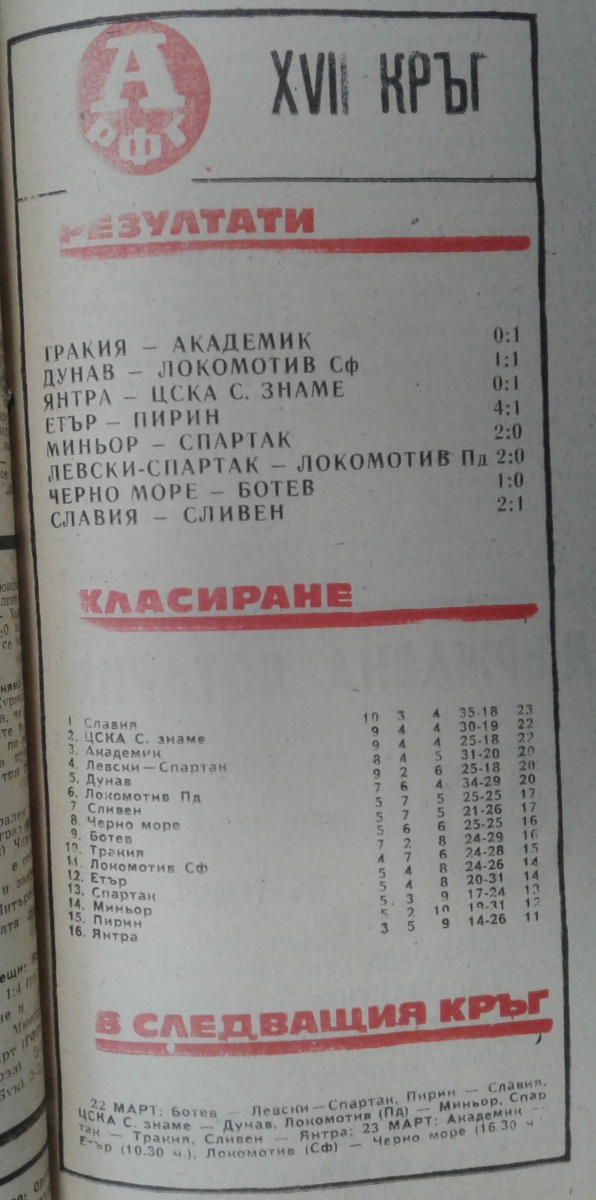 А
РФГ
XVII КРЪГ
РЕЗУЛТАТИ
ТРАКИЯ — АКАДЕМИК 0:1
ДУНАВ — ЛОКОМОТИВ Сф 1:1
ЯНТРА — ЦСКА С. ЗНАМЕ 0:1
ЕТЪР — ПИРИН 4:1
МИНЬОР — СПАРТАК 2:0
ЛЕВСКИ-СПАРТАК — ЛОКОМОТИВ Пд 2:0
ЧЕРНО МОРЕ — БОТЕВ 1:0
СЛАВИЯ — СЛИВЕН 2:1
КЛАСИРАНЕ
1 Славия 10 3 4 35-18 23
2. ЦСКА С. знаме 9 4 4 30-19 22
3. Академик 9 4 4 25-18 22
4. Левски—Спартак 8 4 5 31-20 20
5. Дунав 9 2 6 25-18 20
6. Локомотив Пд 7 6 4 34-29 20
7. Сливен 5 7 5 25-25 17
8. Черно море 5 7 5 21-26 17
9. Ботев 5 6 6 25-25 16
10. Тракия 7 2 8 24-29 16
11. Локомотив Сф 4 7 6 24-28 15
12. Етър 5 4 8 24-26 14
13. Спартак 5 4 8 20-31 14
14. Миньор 5 3 9 17-24 13
15. Пирин 5 2 10 19-31 12
16. Янтра 3 5 9 14-26 11
В СЛЕДВАЩИЯ КРЪГ
22 МАРТ: Ботев — Левски—Спартак, Пирин — Славия,
ЦСКА С. знаме — Дунав, Локомотив (Пд) — Миньор, Спар
так — Тракия, Сливен — Янтра; 23 МАРТ: Академик —
Етър (10.30 ч.), Локомотив (Сф) — Черно море (16.30 ч.)